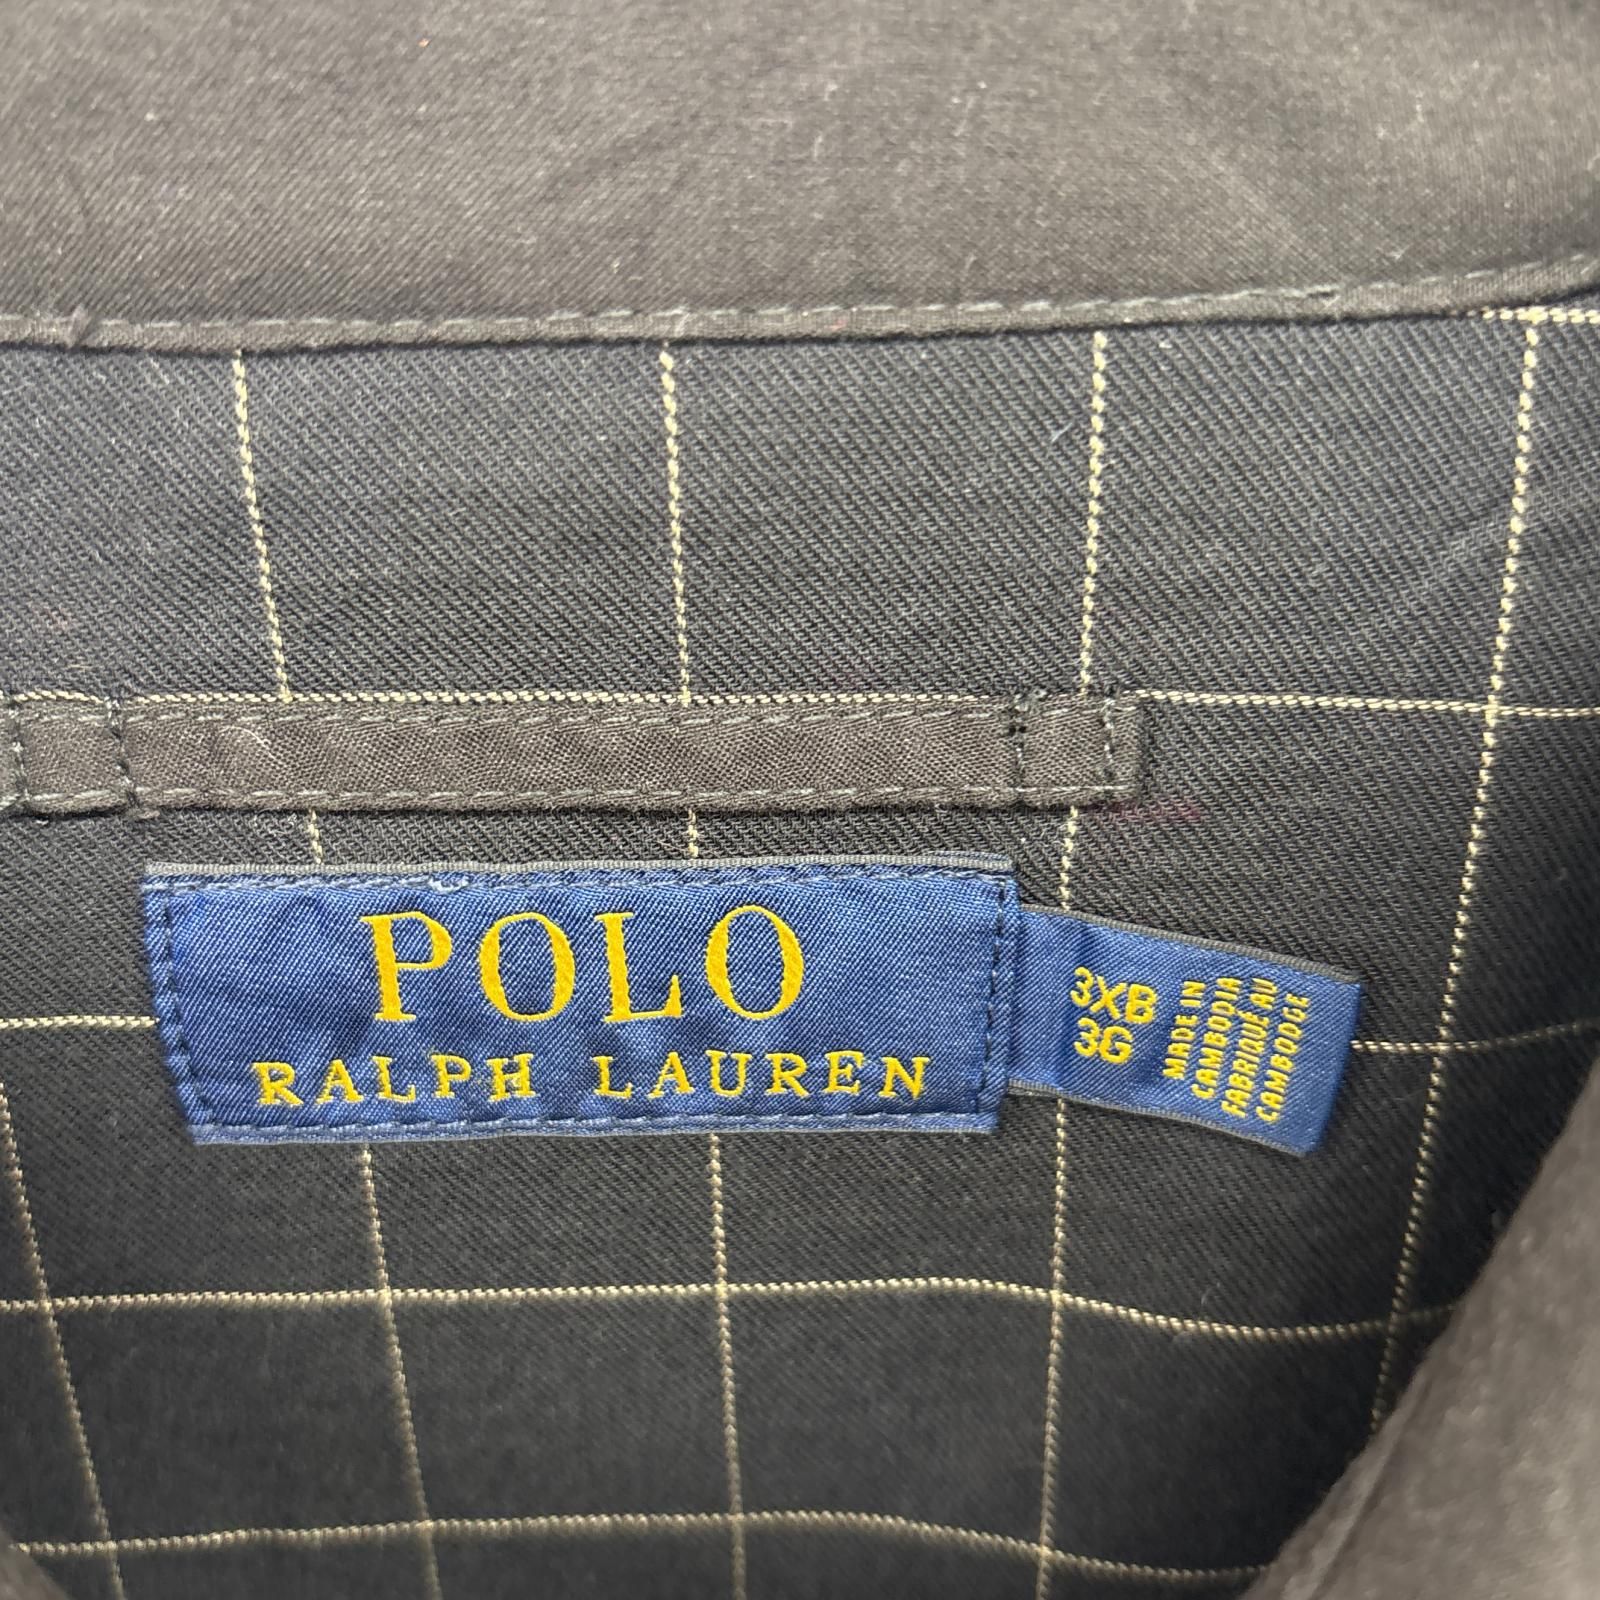 POLO
RALPH LAUREN
3XB
3G
MADE IN
CAMBODIA
FABRIQUÉ AU
CAMBODGE